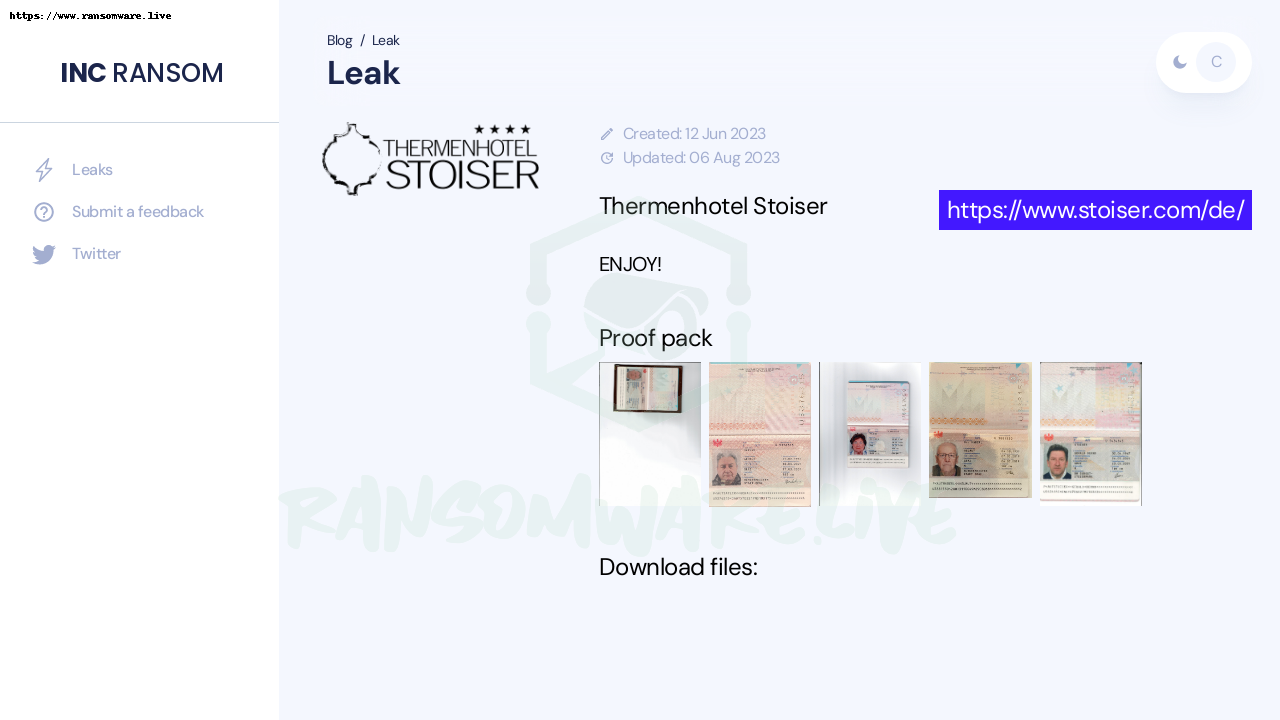 https://www.ransomware.live
INC RANSOM
Leaks
Submit a feedback
Twitter
Blog / Leak
Leak
C
★★★★
THERMENHOTEL
STOISER
Created: 12 Jun 2023
Updated: 06 Aug 2023
Thermenhotel Stoiser
https://www.stoiser.com/de/
ENJOY!
Proof pack
RANSOMWARE.LIVE
Download files: